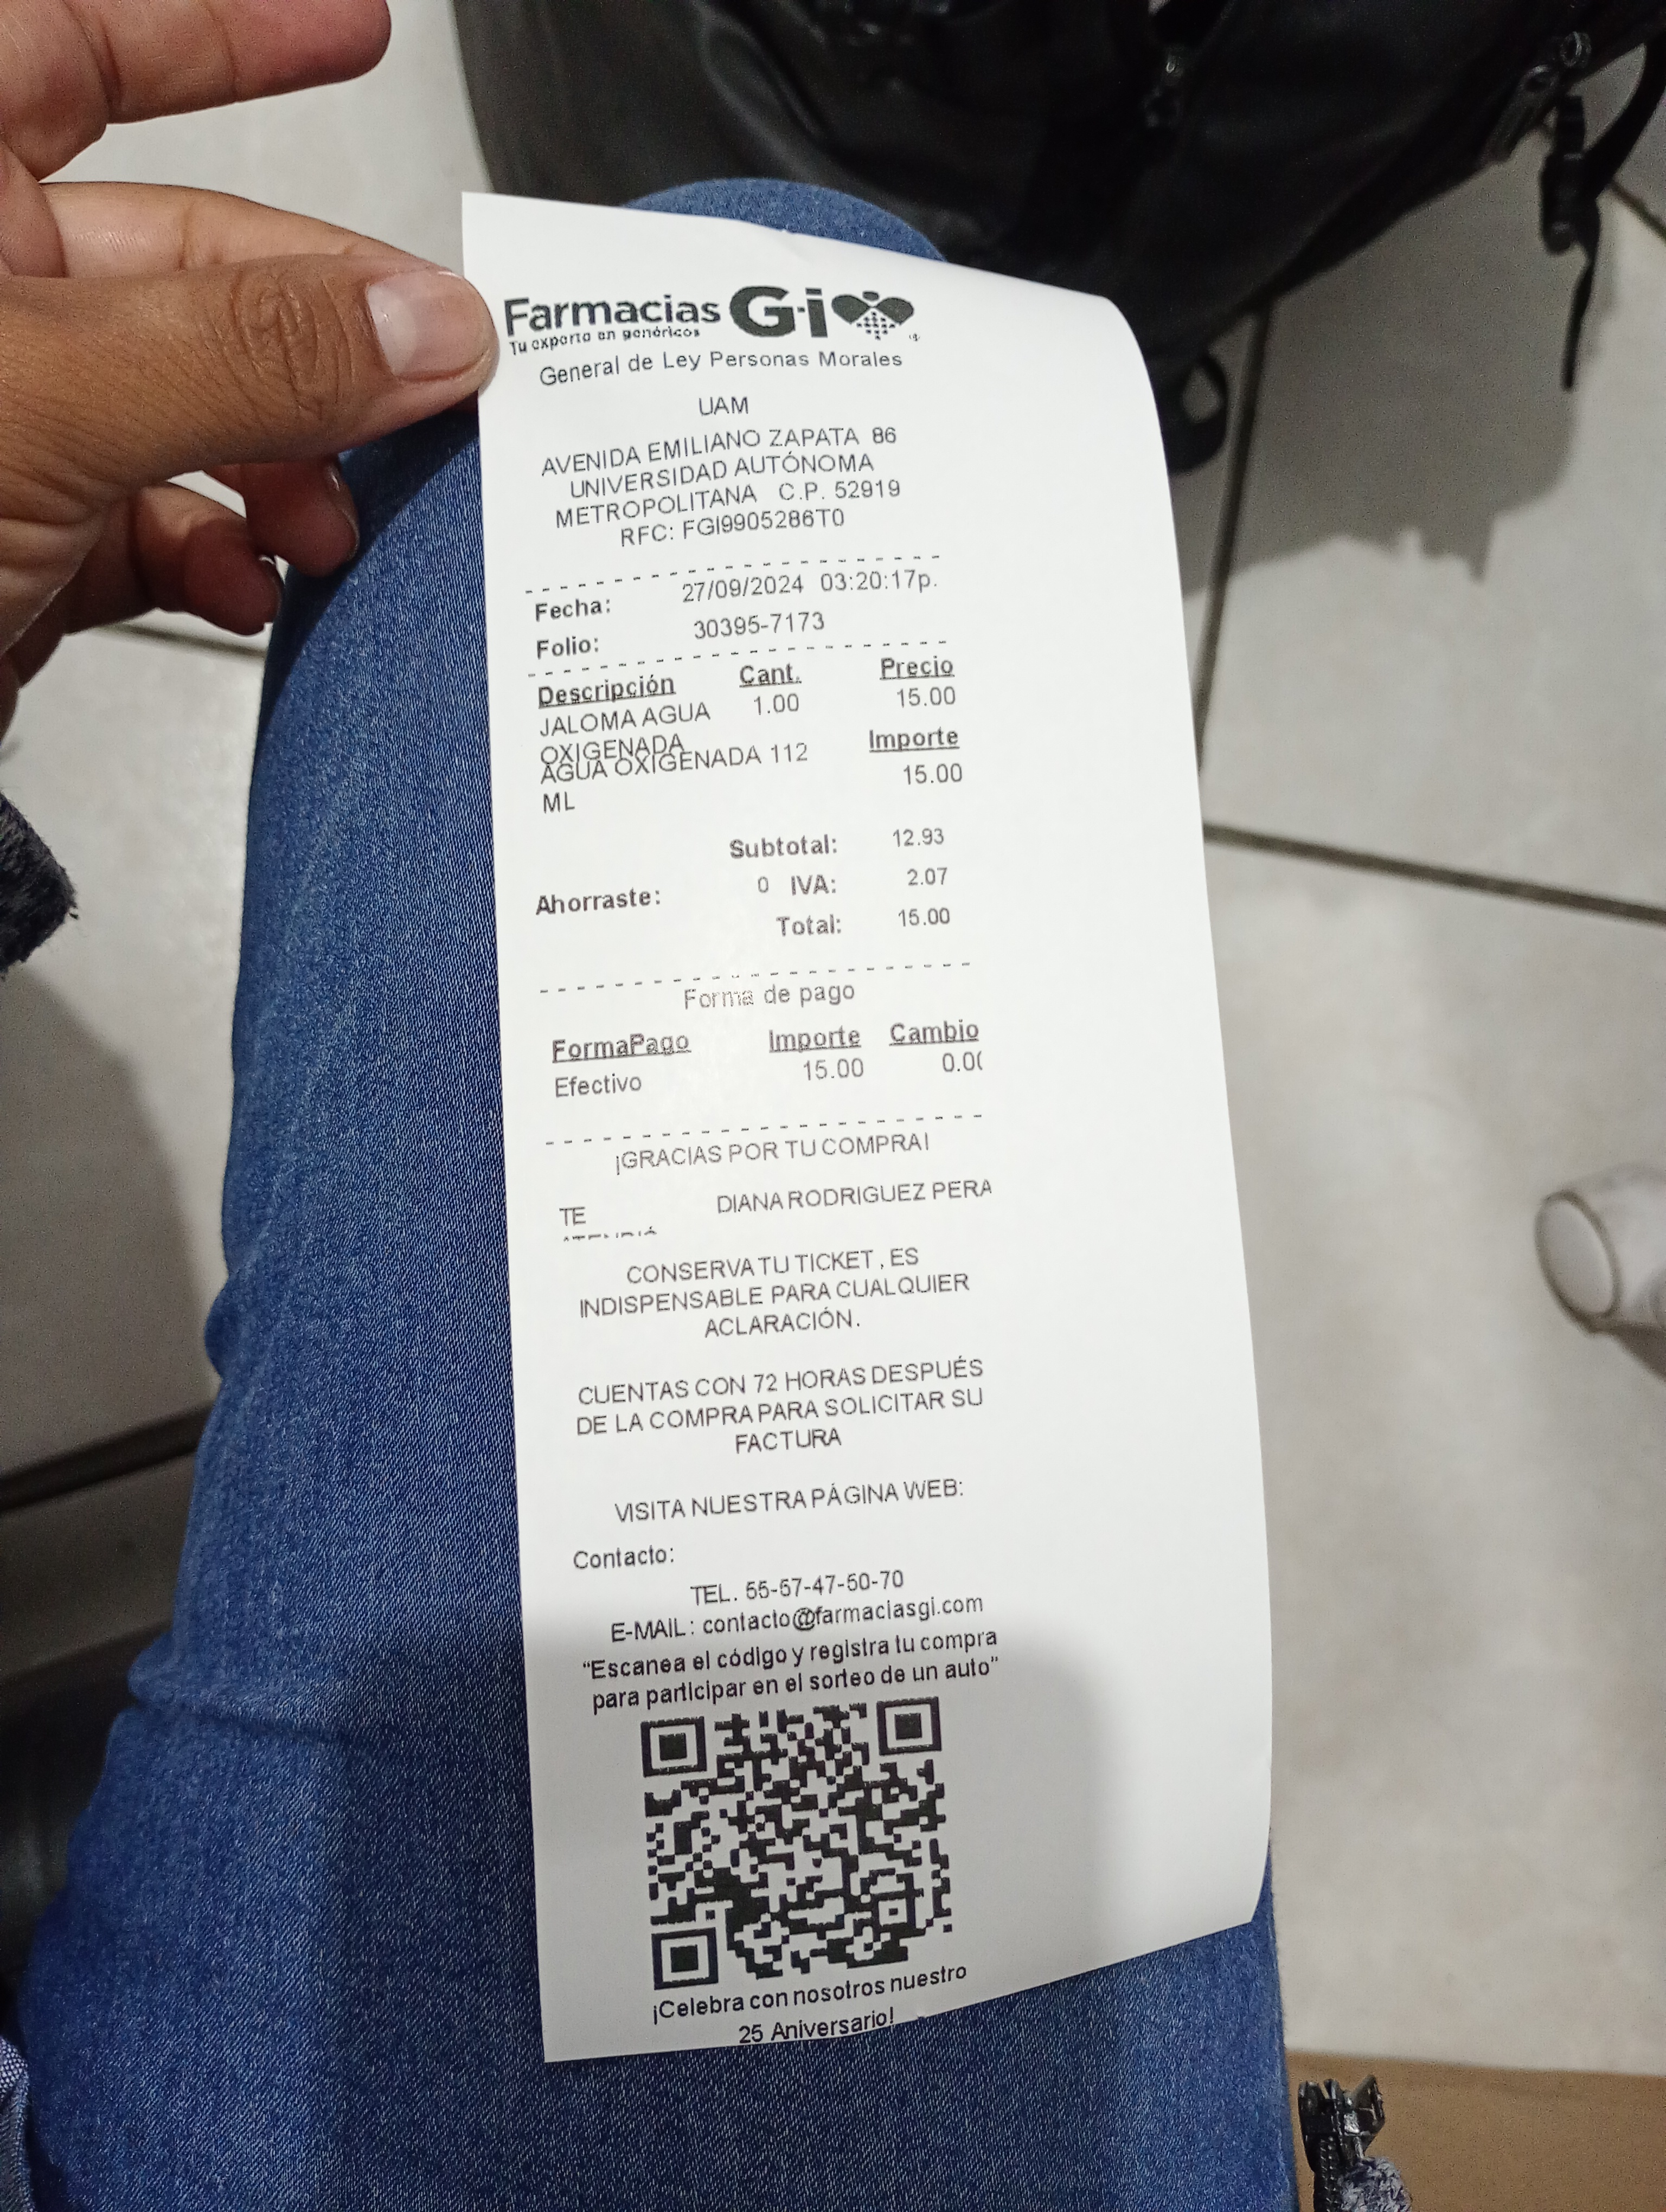 Farmacias G·i
Tu experto en genéricos
General de Ley Personas Morales
UAM
AVENIDA EMILIANO ZAPATA 86
UNIVERSIDAD AUTÓNOMA
METROPOLITANA C.P. 52919
RFC: FGI9905286T0
Fecha: 27/09/2024 03:20:17p.
Folio: 30395-7173
Descripción Cant. Precio
JALOMA AGUA 1.00 15.00
OXIGENADA Importe
AGUA OXIGENADA 112 15.00
ML
Subtotal: 12.93
Ahorraste: 0 IVA: 2.07
Total: 15.00
Forma de pago
FormaPago Importe Cambio
Efectivo 15.00 0.00
¡GRACIAS POR TU COMPRA!
TE DIANA RODRIGUEZ PERA
CONSERVA TU TICKET , ES
INDISPENSABLE PARA CUALQUIER
ACLARACIÓN.
CUENTAS CON 72 HORAS DESPUÉS
DE LA COMPRA PARA SOLICITAR SU
FACTURA
VISITA NUESTRA PÁGINA WEB:
Contacto:
TEL. 55-57-47-50-70
E-MAIL : contacto@farmaciasgi.com
“Escanea el código y registra tu compra
para participar en el sorteo de un auto”
¡Celebra con nosotros nuestro
25 Aniversario!